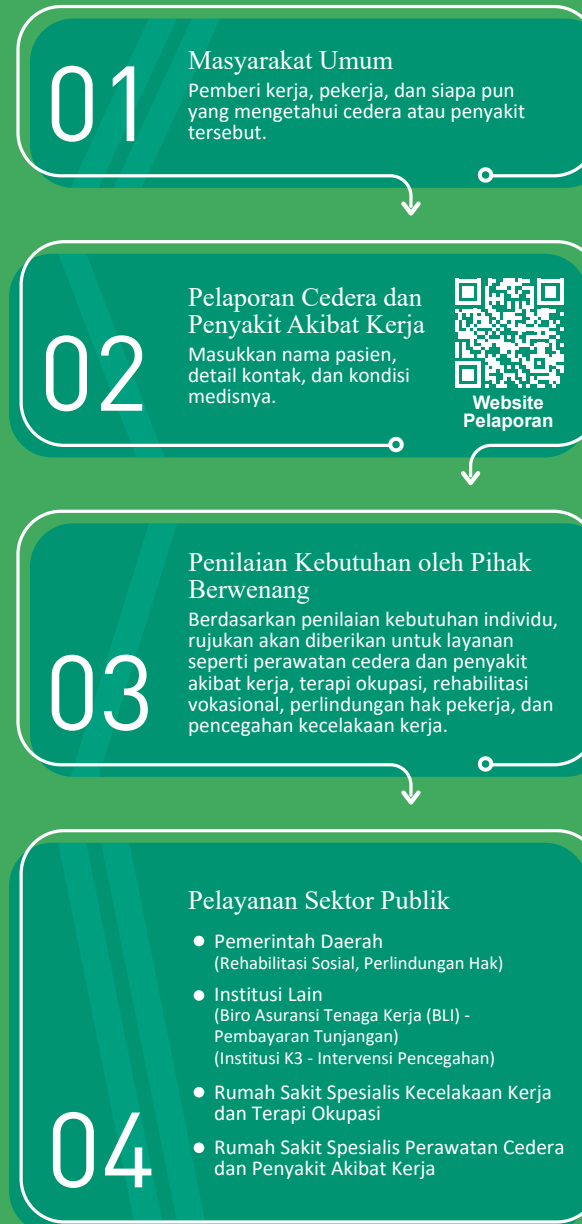 01
Masyarakat Umum
Pemberi kerja, pekerja, dan siapa pun
yang mengetahui cedera atau penyakit
tersebut.
02
Pelaporan Cedera dan
Penyakit Akibat Kerja
Masukkan nama pasien,
detail kontak, dan kondisi
medisnya.
Website
Pelaporan
03
Penilaian Kebutuhan oleh Pihak
Berwenang
Berdasarkan penilaian kebutuhan individu,
rujukan akan diberikan untuk layanan
seperti perawatan cedera dan penyakit
akibat kerja, terapi okupasi, rehabilitasi
vokasional, perlindungan hak pekerja, dan
pencegahan kecelakaan kerja.
04
Pelayanan Sektor Publik
● Pemerintah Daerah
(Rehabilitasi Sosial, Perlindungan Hak)
● Institusi Lain
(Biro Asuransi Tenaga Kerja (BLI) -
Pembayaran Tunjangan)
(Institusi K3 - Intervensi Pencegahan)
● Rumah Sakit Spesialis Kecelakaan Kerja
dan Terapi Okupasi
● Rumah Sakit Spesialis Perawatan Cedera
dan Penyakit Akibat Kerja